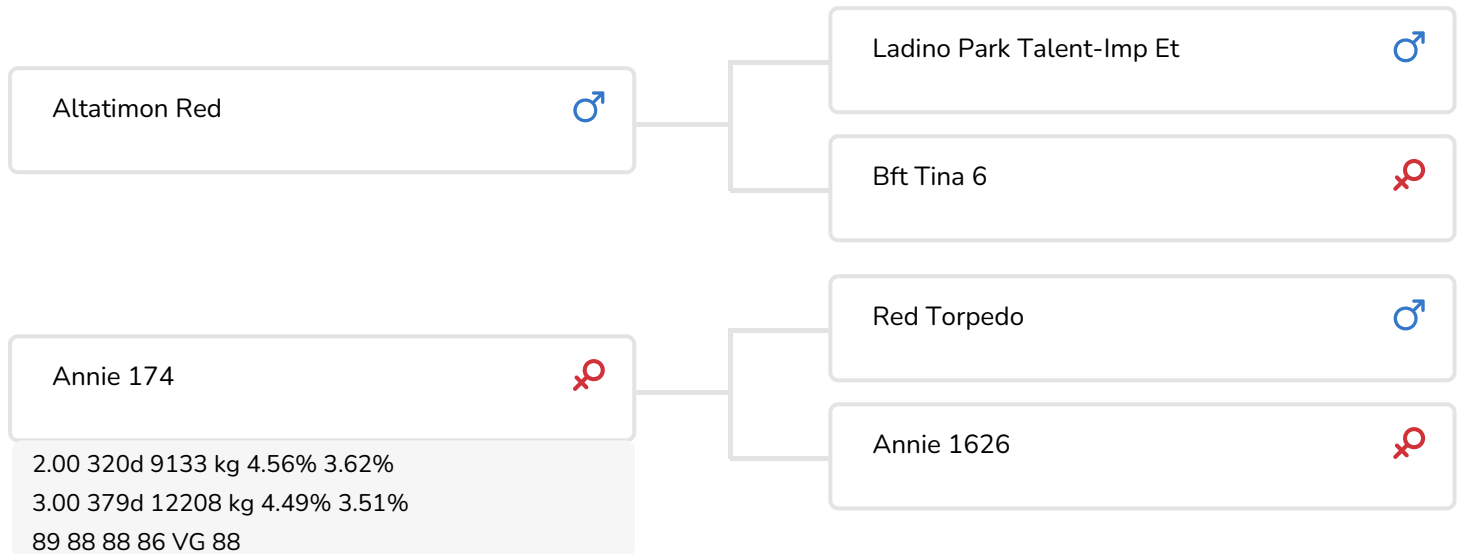 Ladino Park Talent-Imp Et
Altatimon Red
Bft Tina 6
Red Torpedo
Annie 174
Annie 1626
2.00 320d 9133 kg 4.56% 3.62%
3.00 379d 12208 kg 4.49% 3.51%
89 88 88 86 VG 88